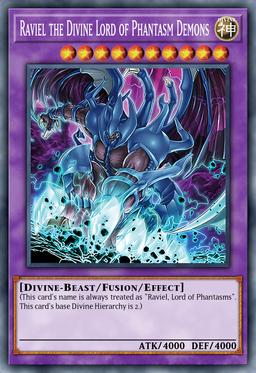 Raviel the Divine Lord of Phantasm Demons
DIVINE
神
[Divine-Beast/Fusion/Effect]
(This card's name is always treated as "Raviel, Lord of Phantasms".
This card's base Divine Hierarchy is 2.)
ATK/4000 DEF/4000